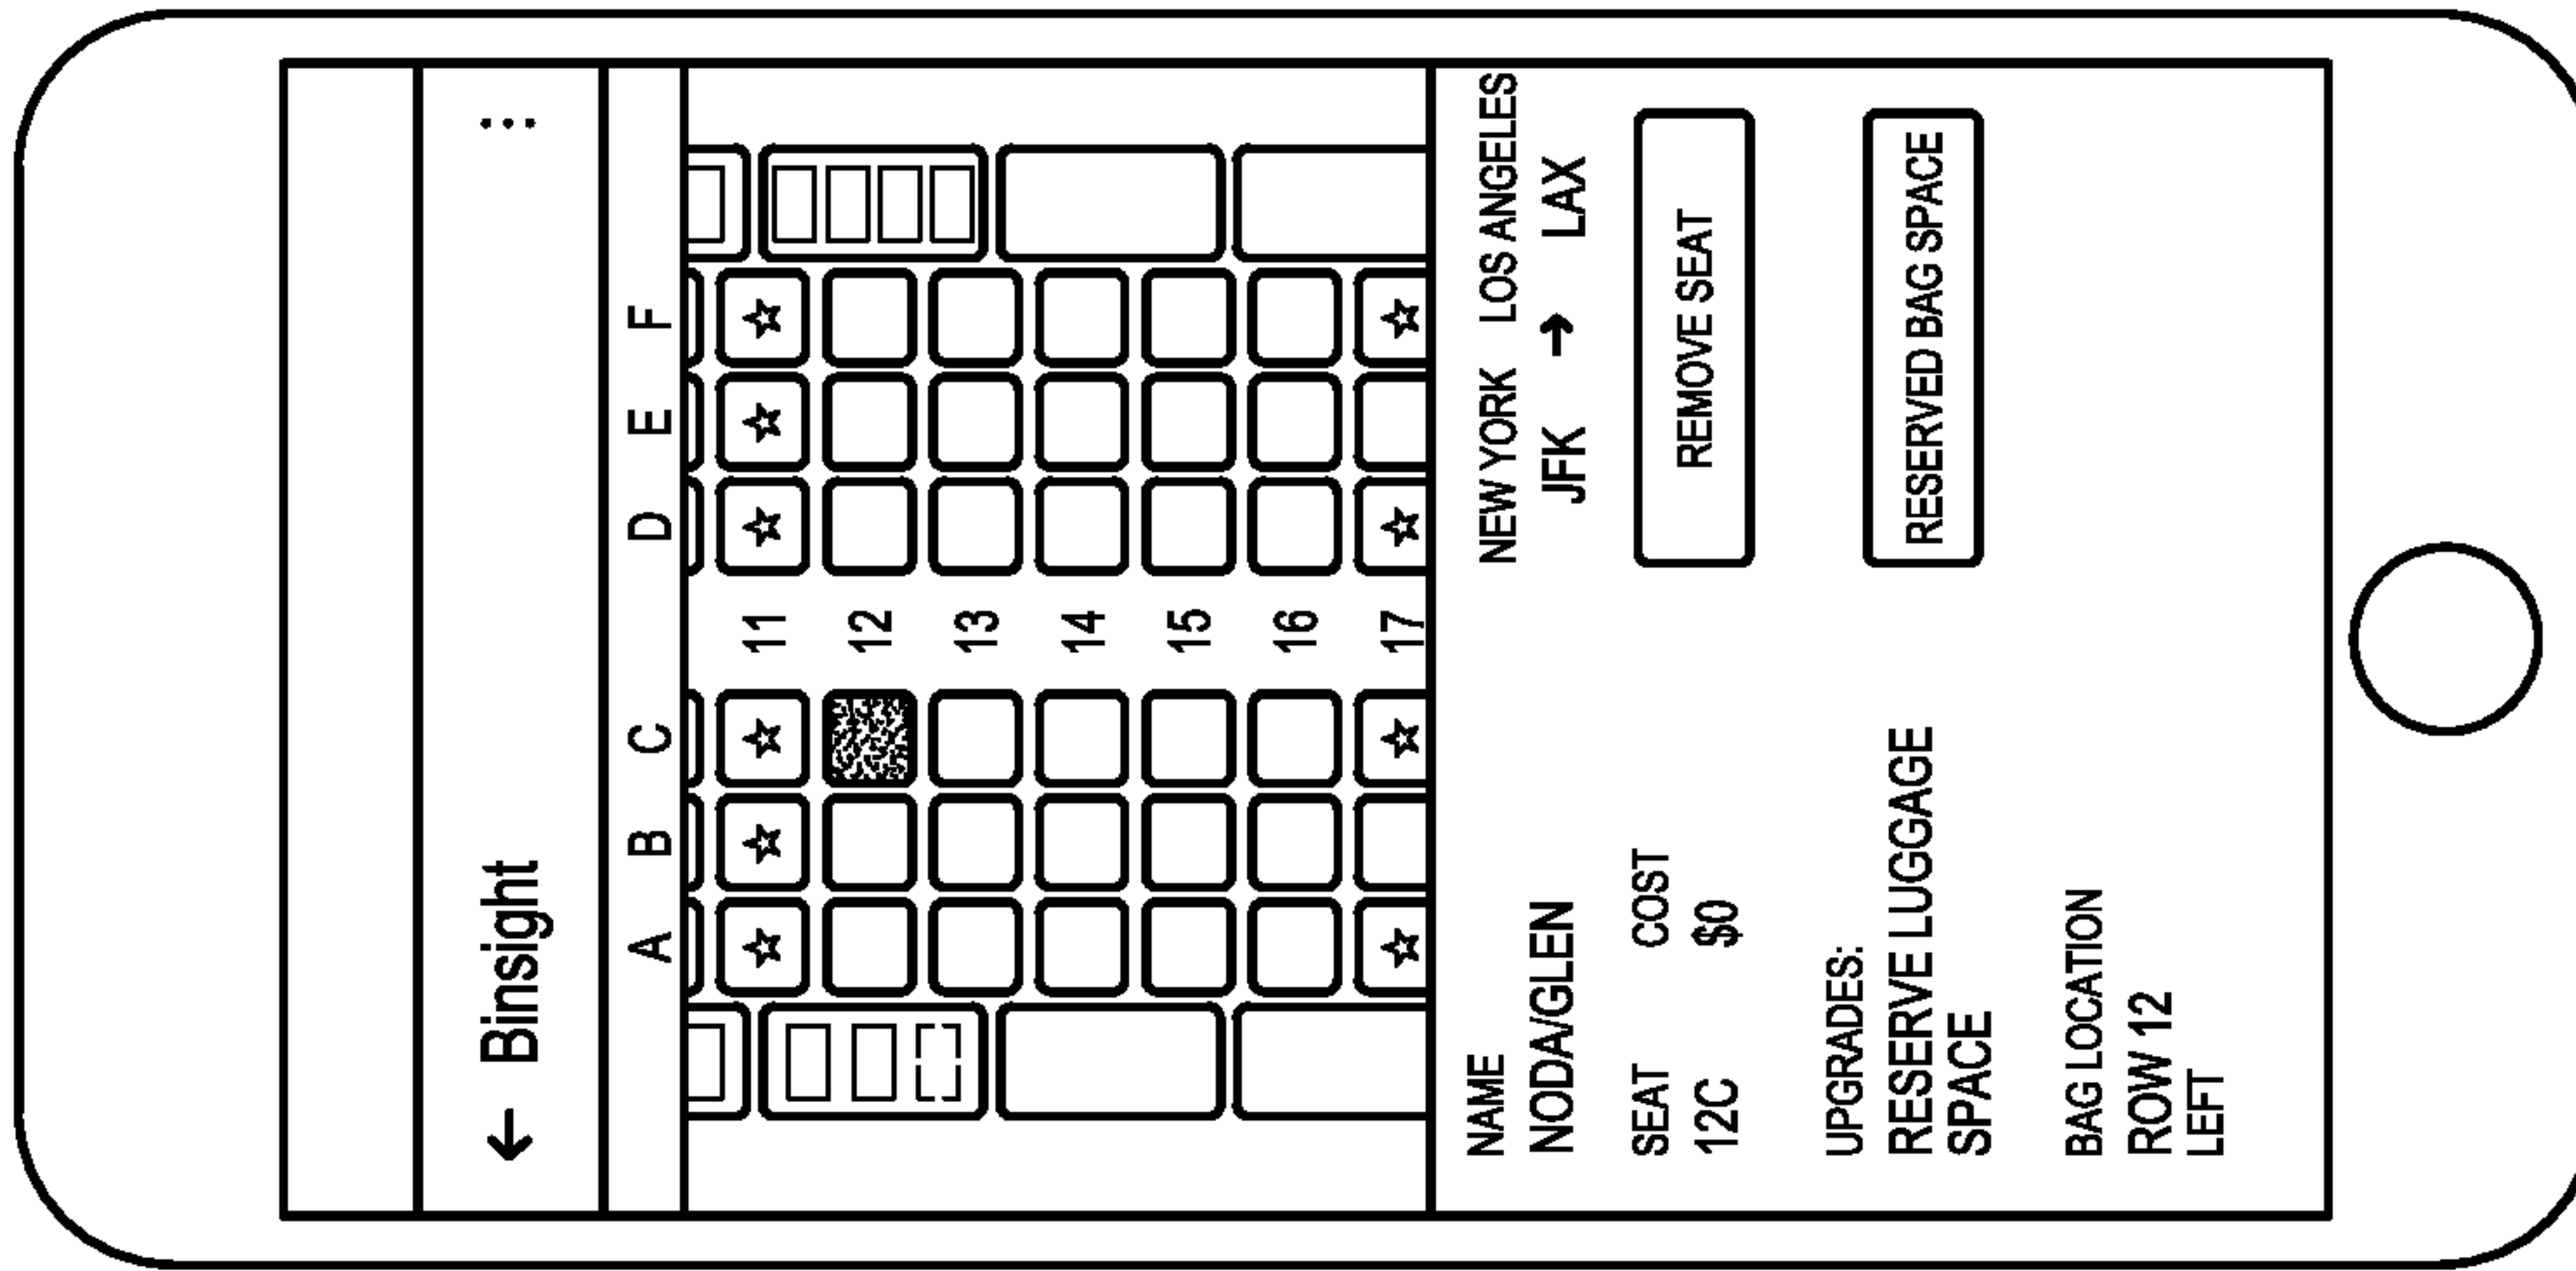 ← Binsight ⋮
A B C D E F
☆ ☆ ☆ 11 ☆ ☆ ☆
12
13
14
15
16
☆ ☆ 17 ☆ ☆
NAME
NODA/GLEN
NEW YORK LOS ANGELES
JFK → LAX
SEAT COST
12C $0
REMOVE SEAT
UPGRADES:
RESERVE LUGGAGE
SPACE
RESERVED BAG SPACE
BAG LOCATION
ROW 12
LEFT